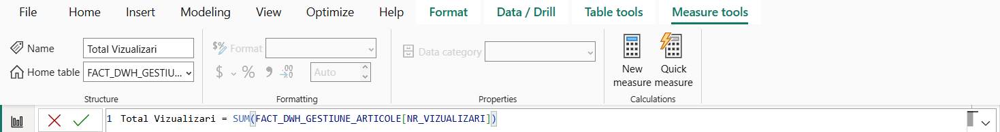 File Home Insert Modeling View Optimize Help Format Data / Drill Table tools Measure tools
Name Total Vizualizari $% Format Data category New measure Quick measure
Home table FACT_DWH_GESTIU... $ % , .00 Auto
Structure Formatting Properties Calculations
1 Total Vizualizari = SUM(FACT_DWH_GESTIUNE_ARTICOLE[NR_VIZUALIZARI])